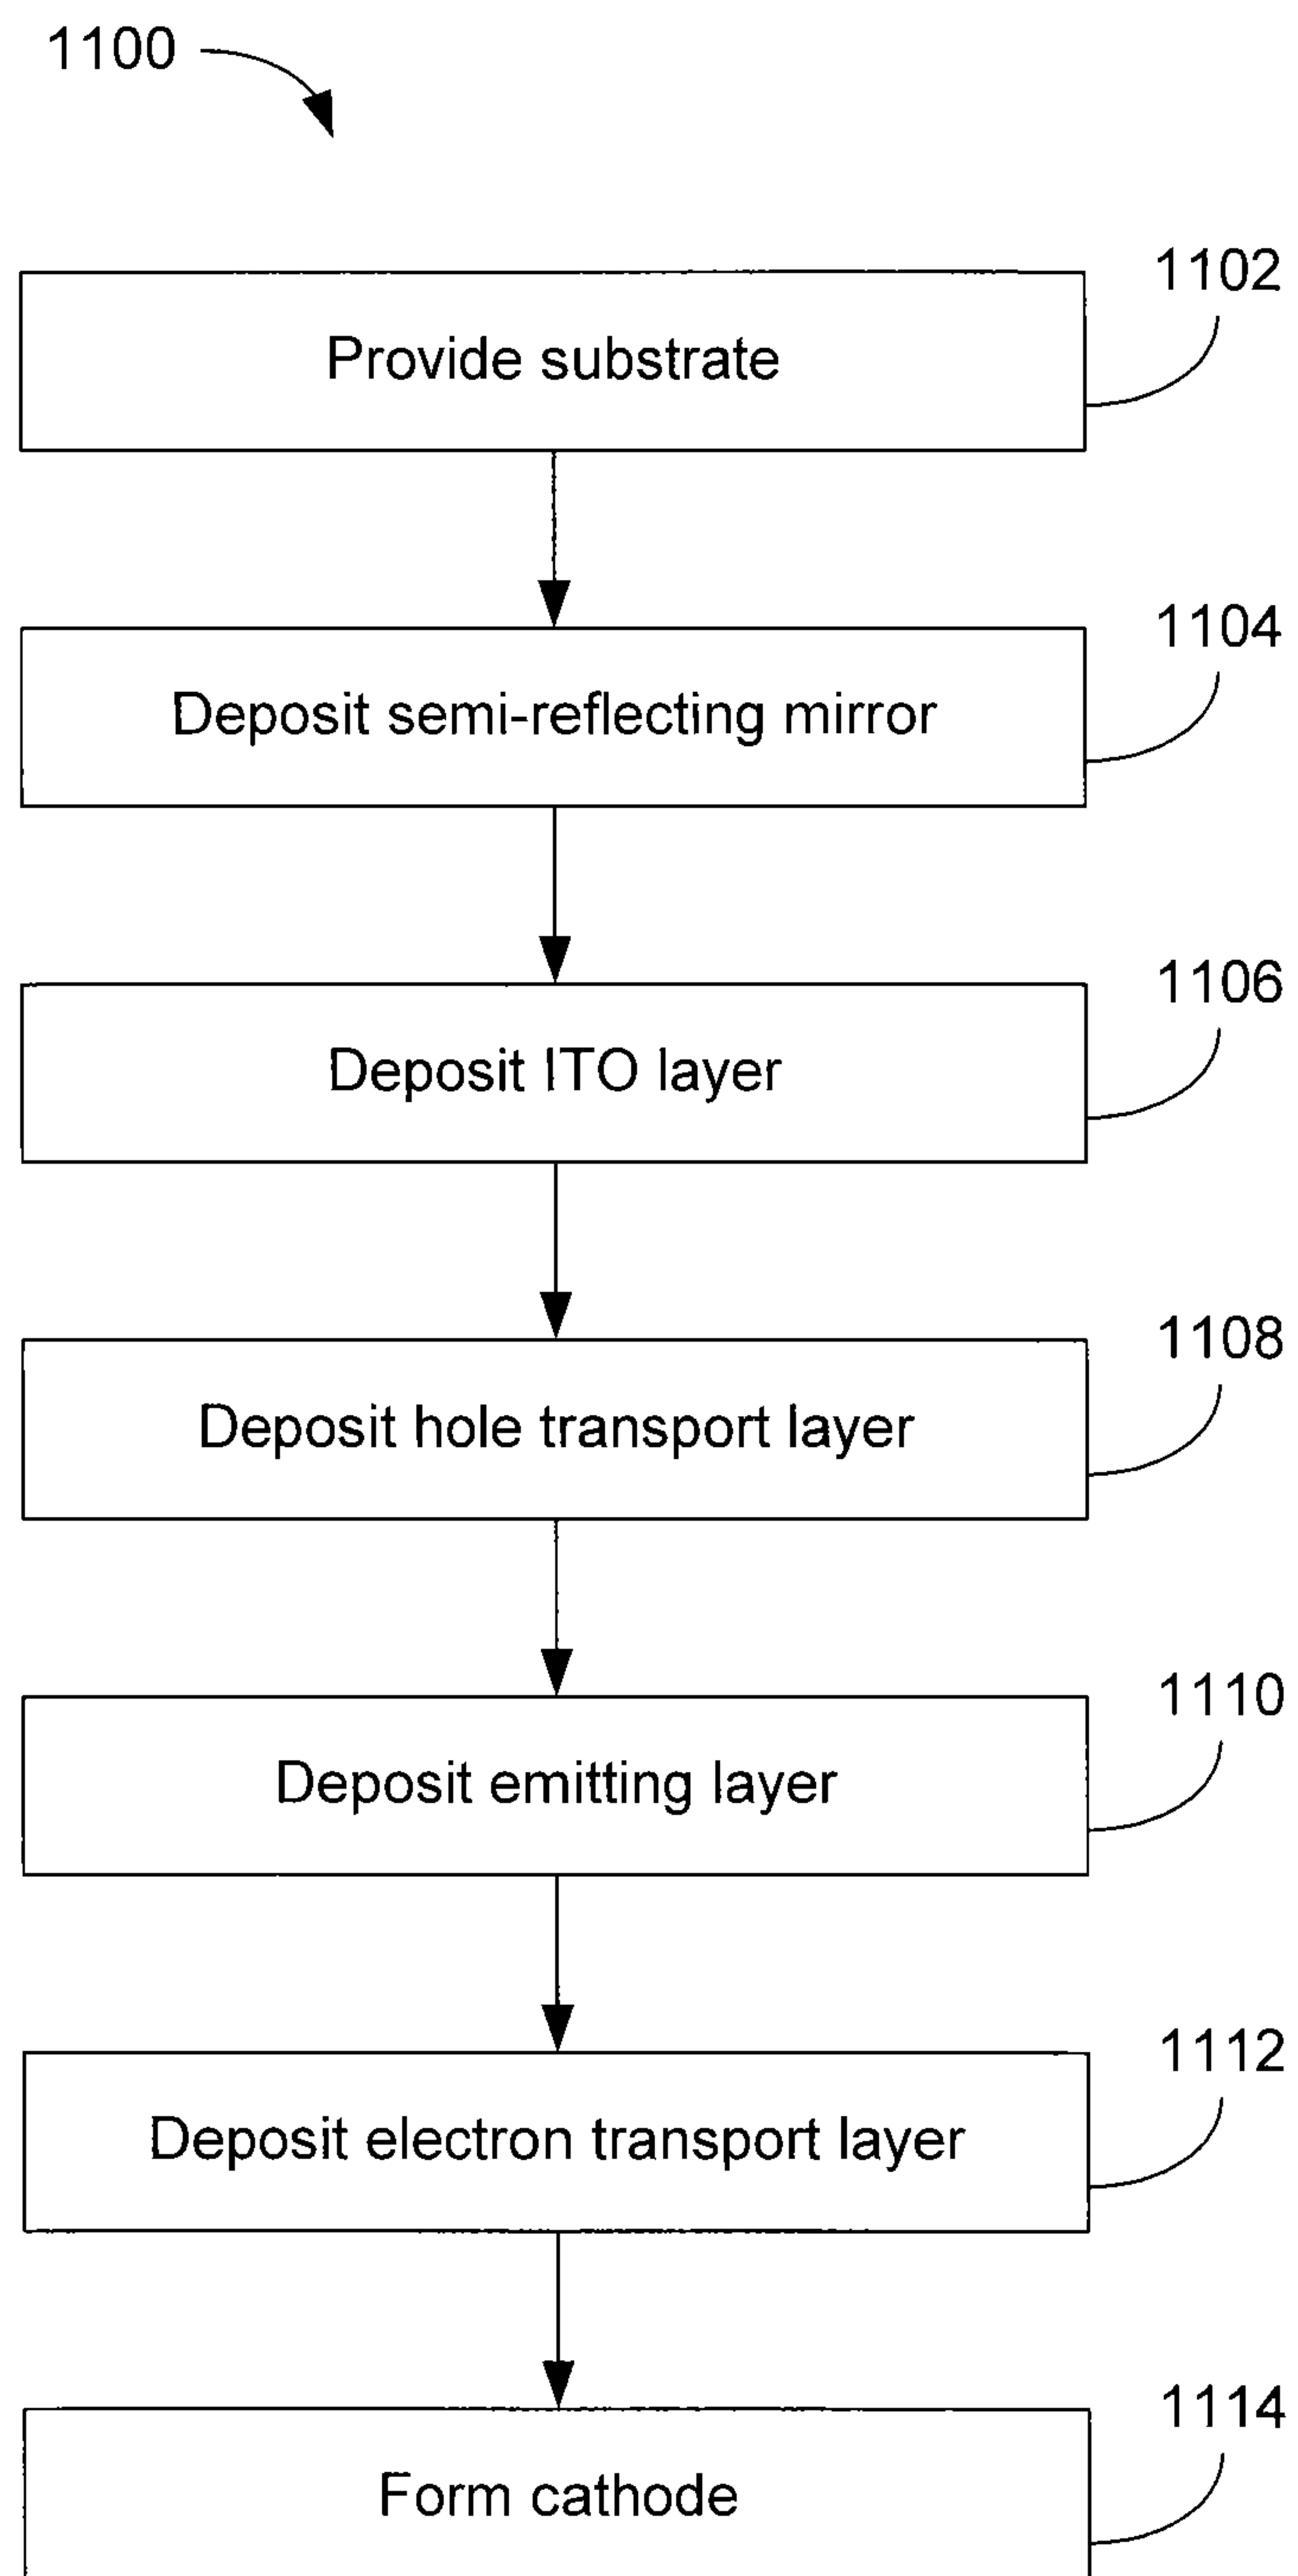 1100
1102
Provide substrate
1104
Deposit semi-reflecting mirror
1106
Deposit ITO layer
1108
Deposit hole transport layer
1110
Deposit emitting layer
1112
Deposit electron transport layer
1114
Form cathode